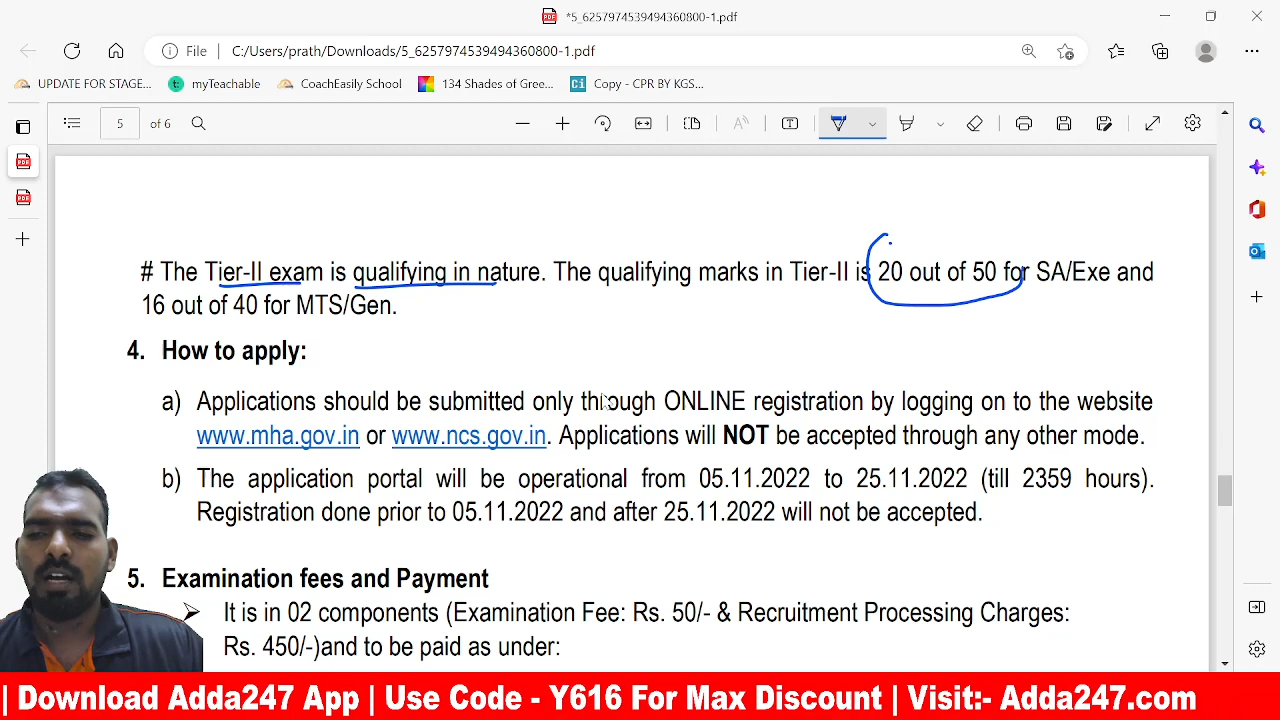 *5_6257974539494360800-1.pdf
File C:/Users/prath/Downloads/5_6257974539494360800-1.pdf
UPDATE FOR STAGE... myTeachable CoachEasily School 134 Shades of Gree... Ci Copy - CPR BY KGS...
5 of 6
# The Tier-II exam is qualifying in nature. The qualifying marks in Tier-II is 20 out of 50 for SA/Exe and
16 out of 40 for MTS/Gen.
4. How to apply:
a) Applications should be submitted only through ONLINE registration by logging on to the website
www.mha.gov.in or www.ncs.gov.in. Applications will NOT be accepted through any other mode.
b) The application portal will be operational from 05.11.2022 to 25.11.2022 (till 2359 hours).
Registration done prior to 05.11.2022 and after 25.11.2022 will not be accepted.
5. Examination fees and Payment
➢ It is in 02 components (Examination Fee: Rs. 50/- & Recruitment Processing Charges:
Rs. 450/-)and to be paid as under:
| Download Adda247 App | Use Code - Y616 For Max Discount | Visit:- Adda247.com